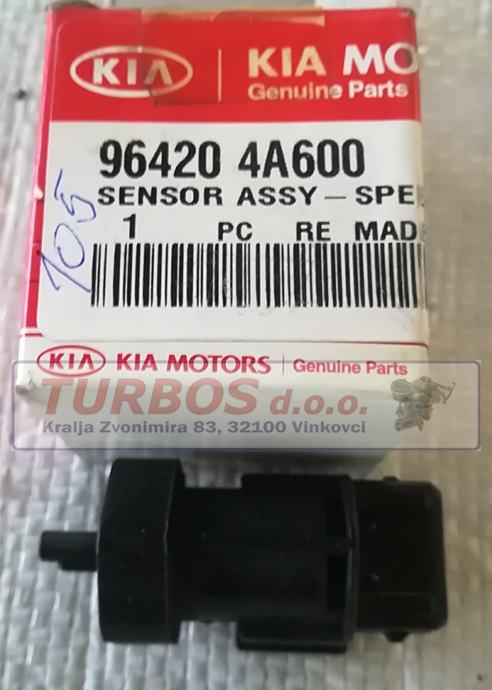 KIA KIA MO
Genuine Parts
96420 4A600
SENSOR ASSY-SPE
1 PC RE MAD
105
KIA KIA MOTORS Genuine Parts
TURBOS d.o.o.
Kralja Zvonimira 83, 32100 Vinkovci